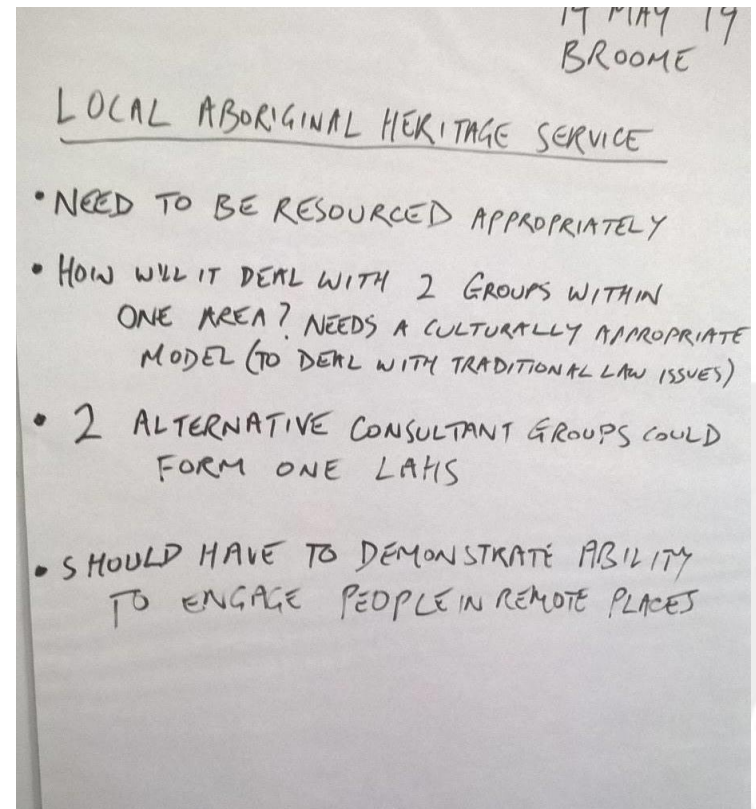 14 MAY 19
BROOME
LOCAL ABORIGINAL HERITAGE SERVICE
• NEED TO BE RESOURCED APPROPRIATELY
• HOW WILL IT DEAL WITH 2 GROUPS WITHIN
ONE AREA? NEEDS A CULTURALLY APPROPRIATE
MODEL (TO DEAL WITH TRADITIONAL LAW ISSUES)
• 2 ALTERNATIVE CONSULTANT GROUPS COULD
FORM ONE LAHS
• SHOULD HAVE TO DEMONSTRATE ABILITY
TO ENGAGE PEOPLE IN REMOTE PLACES